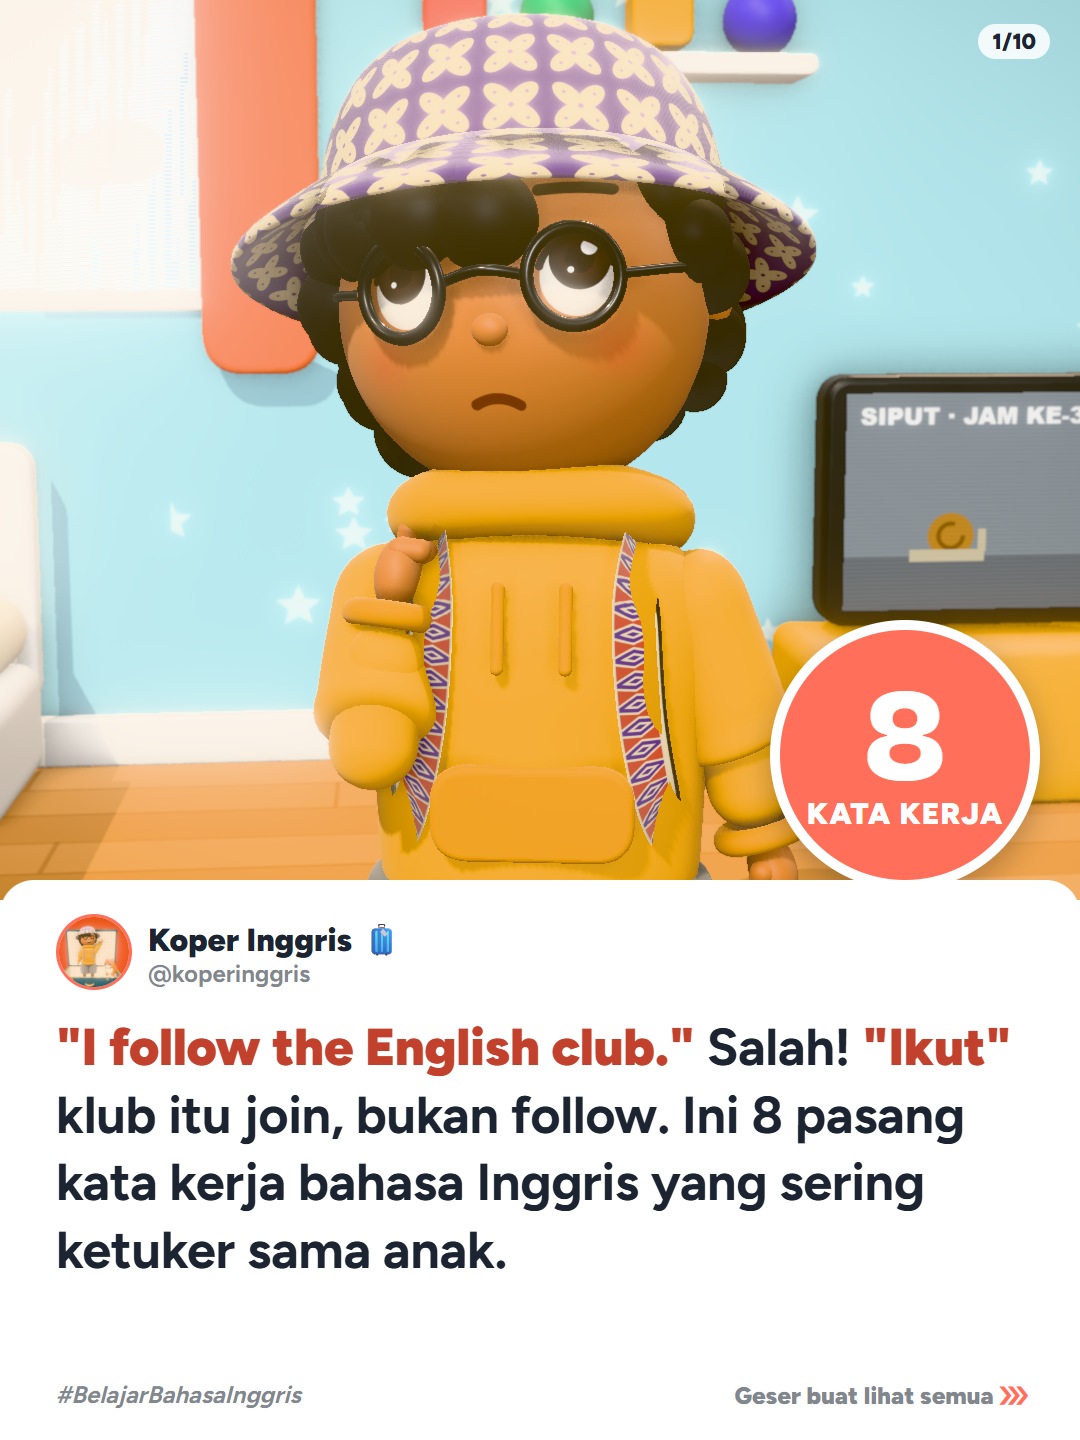 1/10
SIPUT · JAM KE-3
8
KATA KERJA
Koper Inggris
@koperinggris
"I follow the English club." Salah! "Ikut"
klub itu join, bukan follow. Ini 8 pasang
kata kerja bahasa Inggris yang sering
ketuker sama anak.
#BelajarBahasaInggris
Geser buat lihat semua